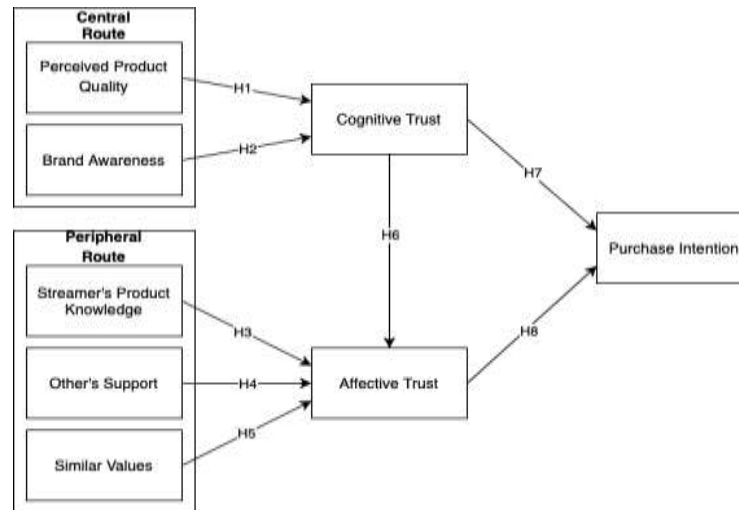 Central
Route
Perceived Product
Quality
H1
Cognitive Trust
Brand Awareness
H2
H7
H6
Purchase Intention
Peripheral
Route
Streamer's Product
Knowledge
H3
H8
Other's Support
H4
Affective Trust
H5
Similar Values